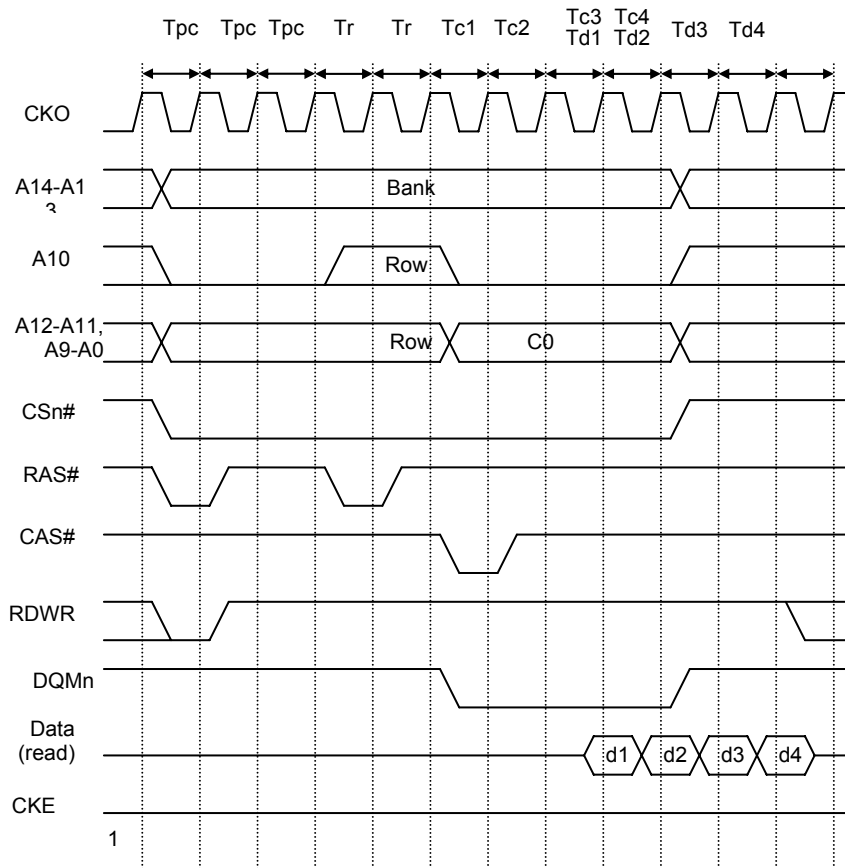 Tpc Tpc Tpc Tr Tr Tc1 Tc2 Tc3 Tc4 Td3 Td4
Td1 Td2
CKO
A14-A1
3
Bank
A10
Row
A12-A11,
A9-A0
Row C0
CSn#
RAS#
CAS#
RDWR
DQMn
Data
(read)
d1 d2 d3 d4
CKE
1